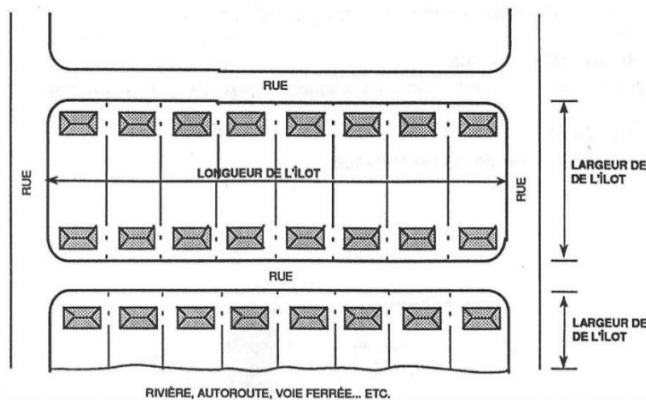 RUE
RUE
LONGUEUR DE L'ÎLOT
RUE
LARGEUR DE
DE L'ÎLOT
RUE
LARGEUR DE
DE L'ÎLOT
RIVIÈRE, AUTOROUTE, VOIE FERRÉE... ETC.